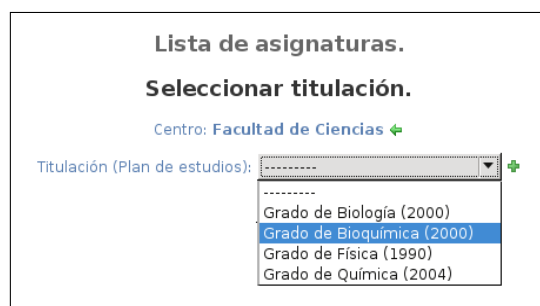 Lista de asignaturas.
Seleccionar titulación.
Centro: Facultad de Ciencias
Titulación (Plan de estudios): ---------
---------
Grado de Biología (2000)
Grado de Bioquímica (2000)
Grado de Física (1990)
Grado de Química (2004)